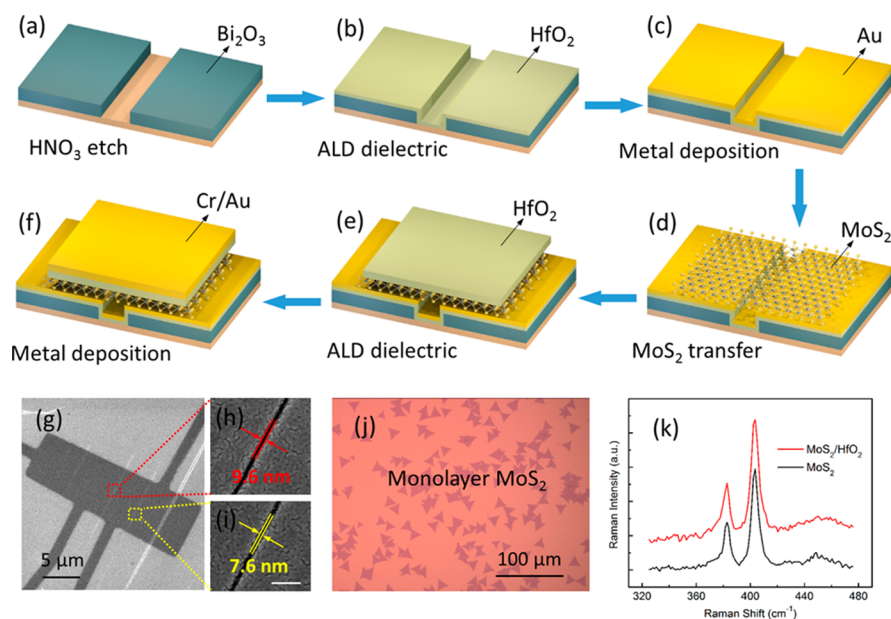 (a)
Bi₂O₃
HNO₃ etch
(b)
HfO₂
ALD dielectric
(c)
Au
Metal deposition
(f)
Cr/Au
Metal deposition
(e)
HfO₂
ALD dielectric
(d)
MoS₂
MoS₂ transfer
(g)
5 μm
(h)
9.6 nm
(i)
7.6 nm
(j)
Monolayer MoS₂
100 μm
(k)
MoS₂/HfO₂
MoS₂
Raman Intensity (a.u.)
320 360 400 440 480
Raman Shift (cm⁻¹)